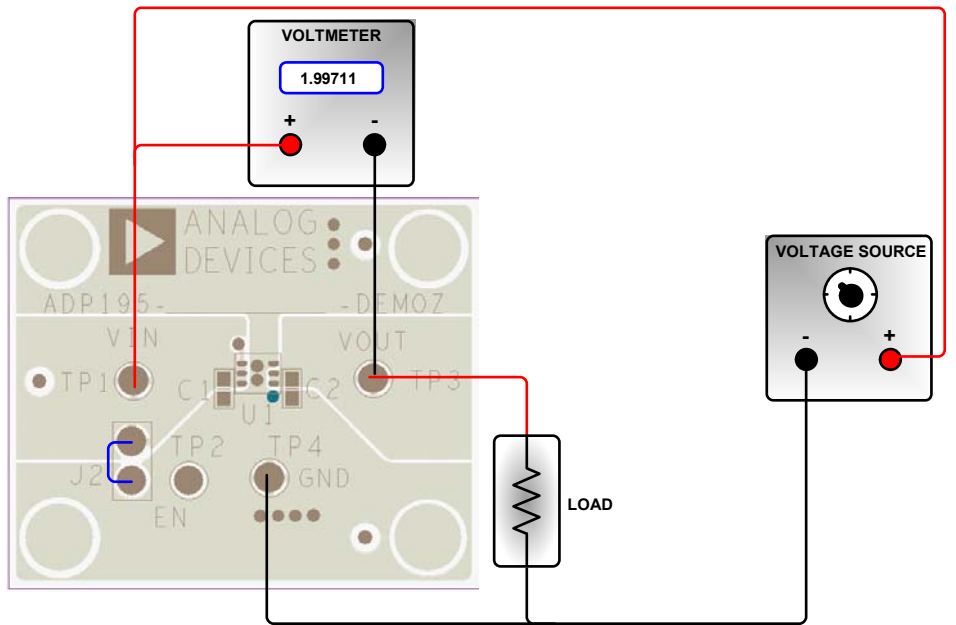 VOLTMETER
1.99711
+ -
ANALOG
DEVICES
ADP195-____________-DEMOZ
VIN
VOUT
TP1
C1
C2
TP3
U1
TP2
TP4
J2
GND
EN
VOLTAGE SOURCE
- +
LOAD